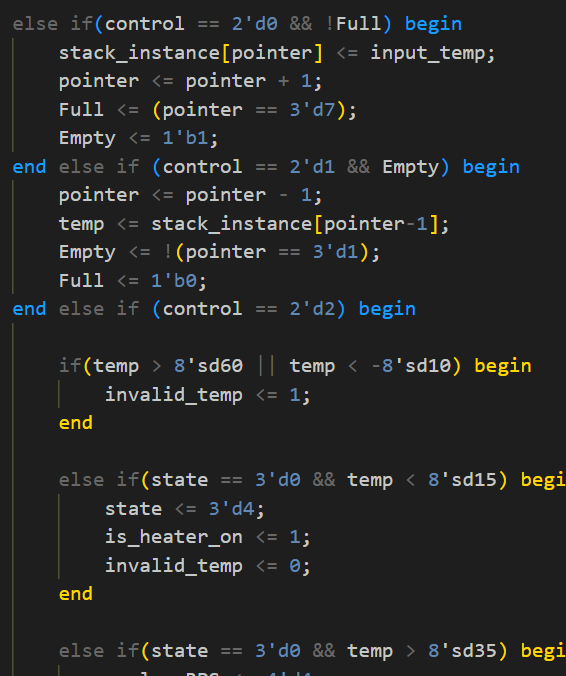 else if(control == 2'd0 && !Full) begin
stack_instance[pointer] <= input_temp;
pointer <= pointer + 1;
Full <= (pointer == 3'd7);
Empty <= 1'b1;
end else if (control == 2'd1 && Empty) begin
pointer <= pointer - 1;
temp <= stack_instance[pointer-1];
Empty <= !(pointer == 3'd1);
Full <= 1'b0;
end else if (control == 2'd2) begin
if(temp > 8'sd60 || temp < -8'sd10) begin
invalid_temp <= 1;
end
else if(state == 3'd0 && temp < 8'sd15) begi
state <= 3'd4;
is_heater_on <= 1;
invalid_temp <= 0;
end
else if(state == 3'd0 && temp > 8'sd35) begi